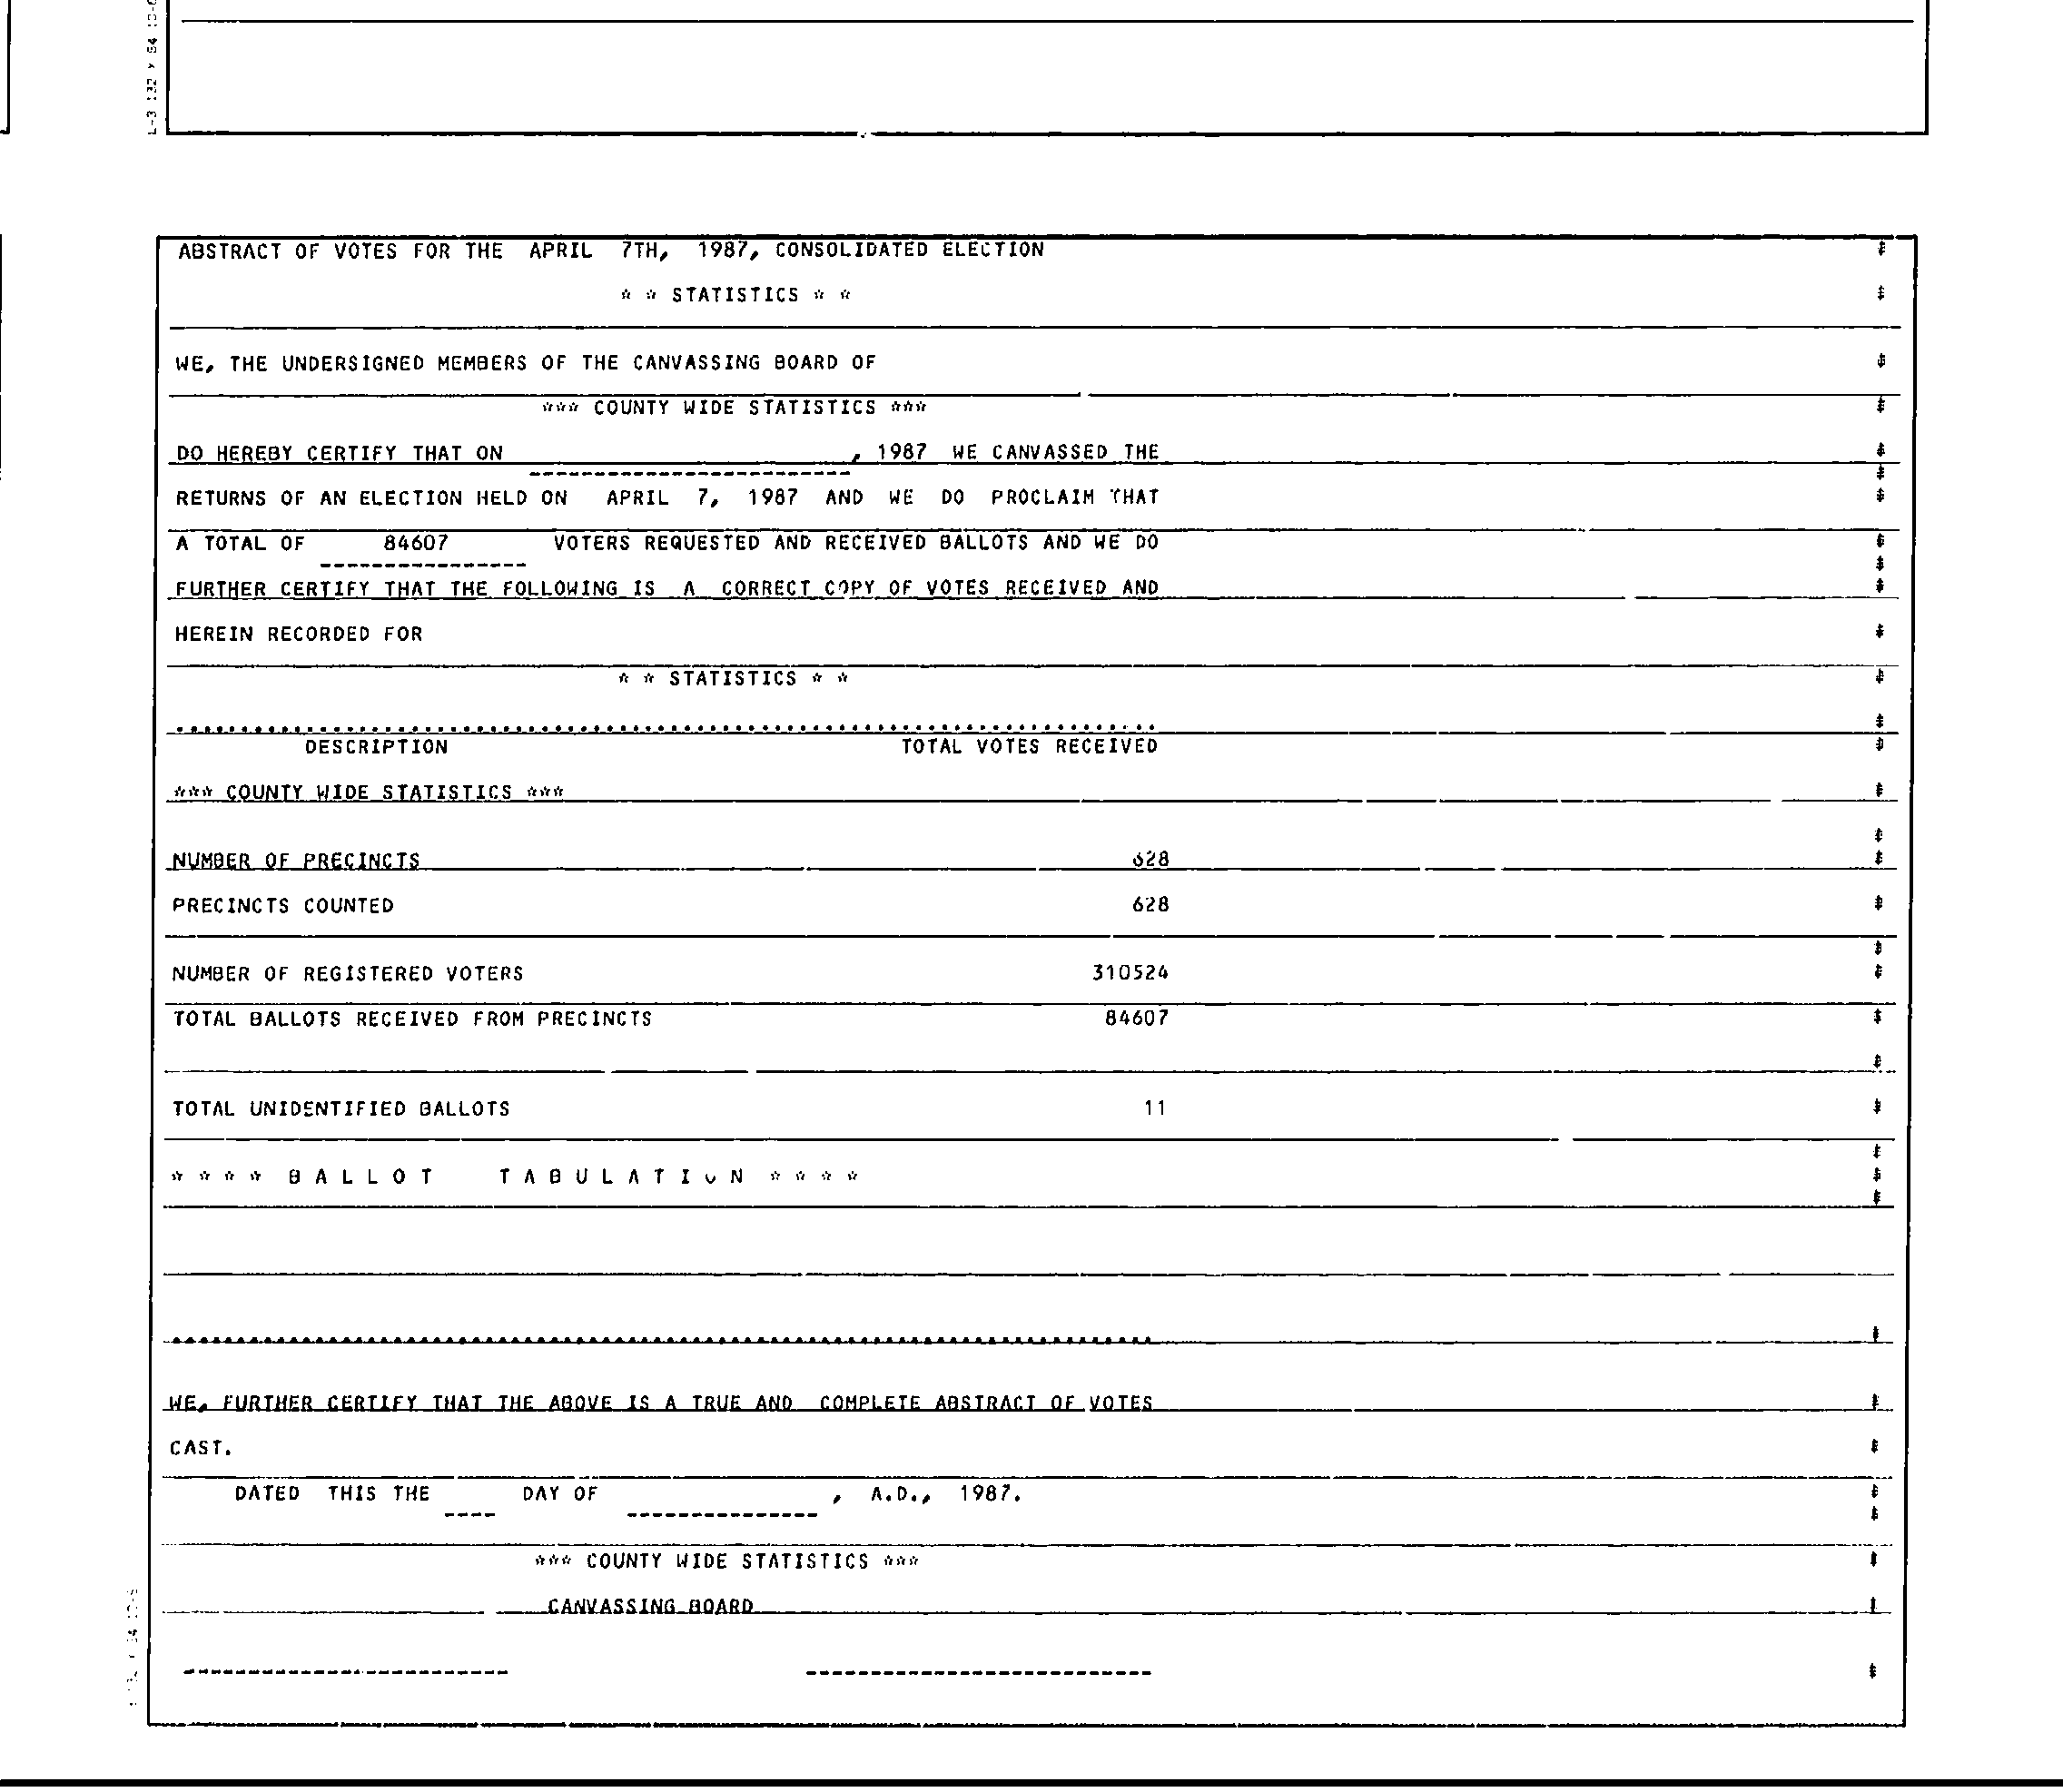 L-3 132 Y 84 10-6
ABSTRACT OF VOTES FOR THE APRIL 7TH, 1987, CONSOLIDATED ELECTION
* * STATISTICS * *
WE, THE UNDERSIGNED MEMBERS OF THE CANVASSING BOARD OF
*** COUNTY WIDE STATISTICS ***
DO HEREBY CERTIFY THAT ON , 1987 WE CANVASSED THE
RETURNS OF AN ELECTION HELD ON APRIL 7, 1987 AND WE DO PROCLAIM THAT
A TOTAL OF 84607 VOTERS REQUESTED AND RECEIVED BALLOTS AND WE DO
FURTHER CERTIFY THAT THE FOLLOWING IS A CORRECT COPY OF VOTES RECEIVED AND
HEREIN RECORDED FOR
* * STATISTICS * *
DESCRIPTION TOTAL VOTES RECEIVED
*** COUNTY WIDE STATISTICS ***
NUMBER OF PRECINCTS 628
PRECINCTS COUNTED 628
NUMBER OF REGISTERED VOTERS 310524
TOTAL BALLOTS RECEIVED FROM PRECINCTS 84607
TOTAL UNIDENTIFIED BALLOTS 11
* * * * B A L L O T T A B U L A T I O N * * * *
WE, FURTHER CERTIFY THAT THE ABOVE IS A TRUE AND COMPLETE ABSTRACT OF VOTES
CAST.
DATED THIS THE ____ DAY OF _______________ , A.D., 1987.
*** COUNTY WIDE STATISTICS ***
CANVASSING BOARD